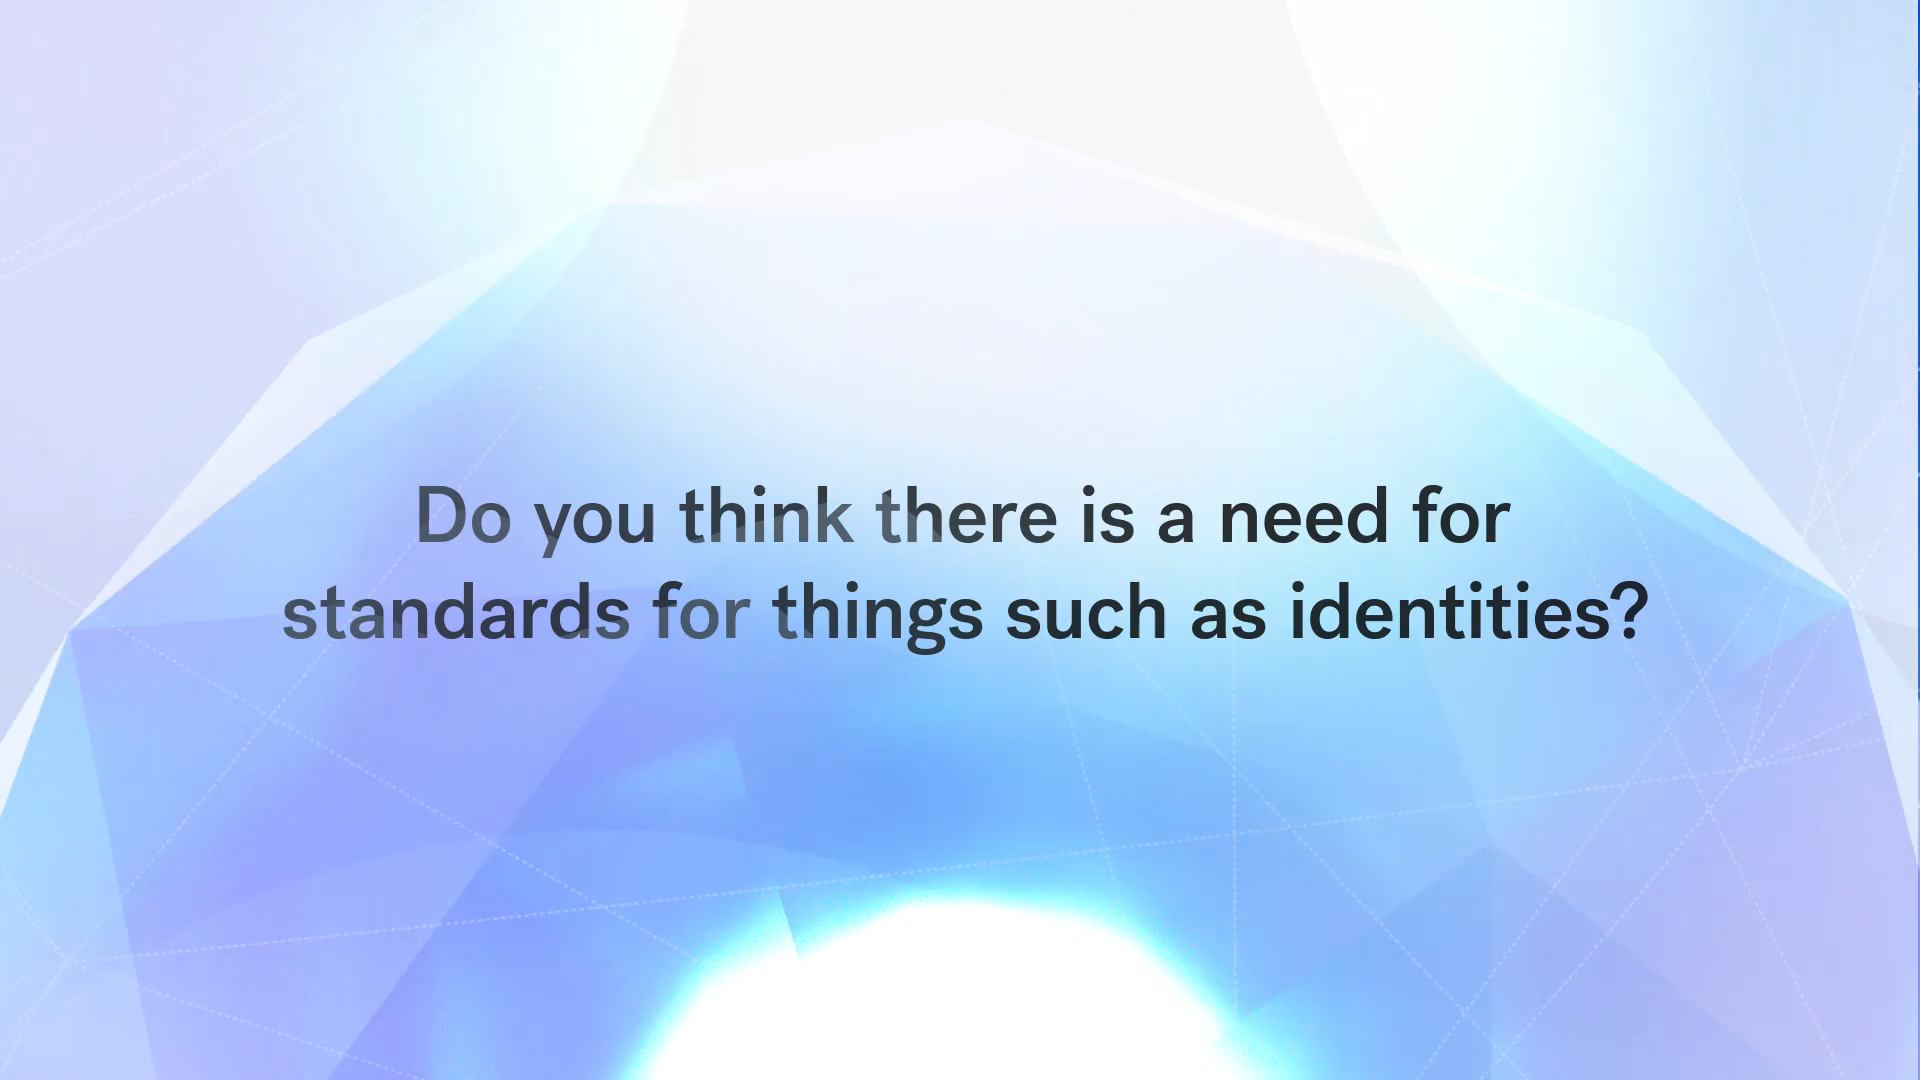 Do you think there is a need for
standards for things such as identities?